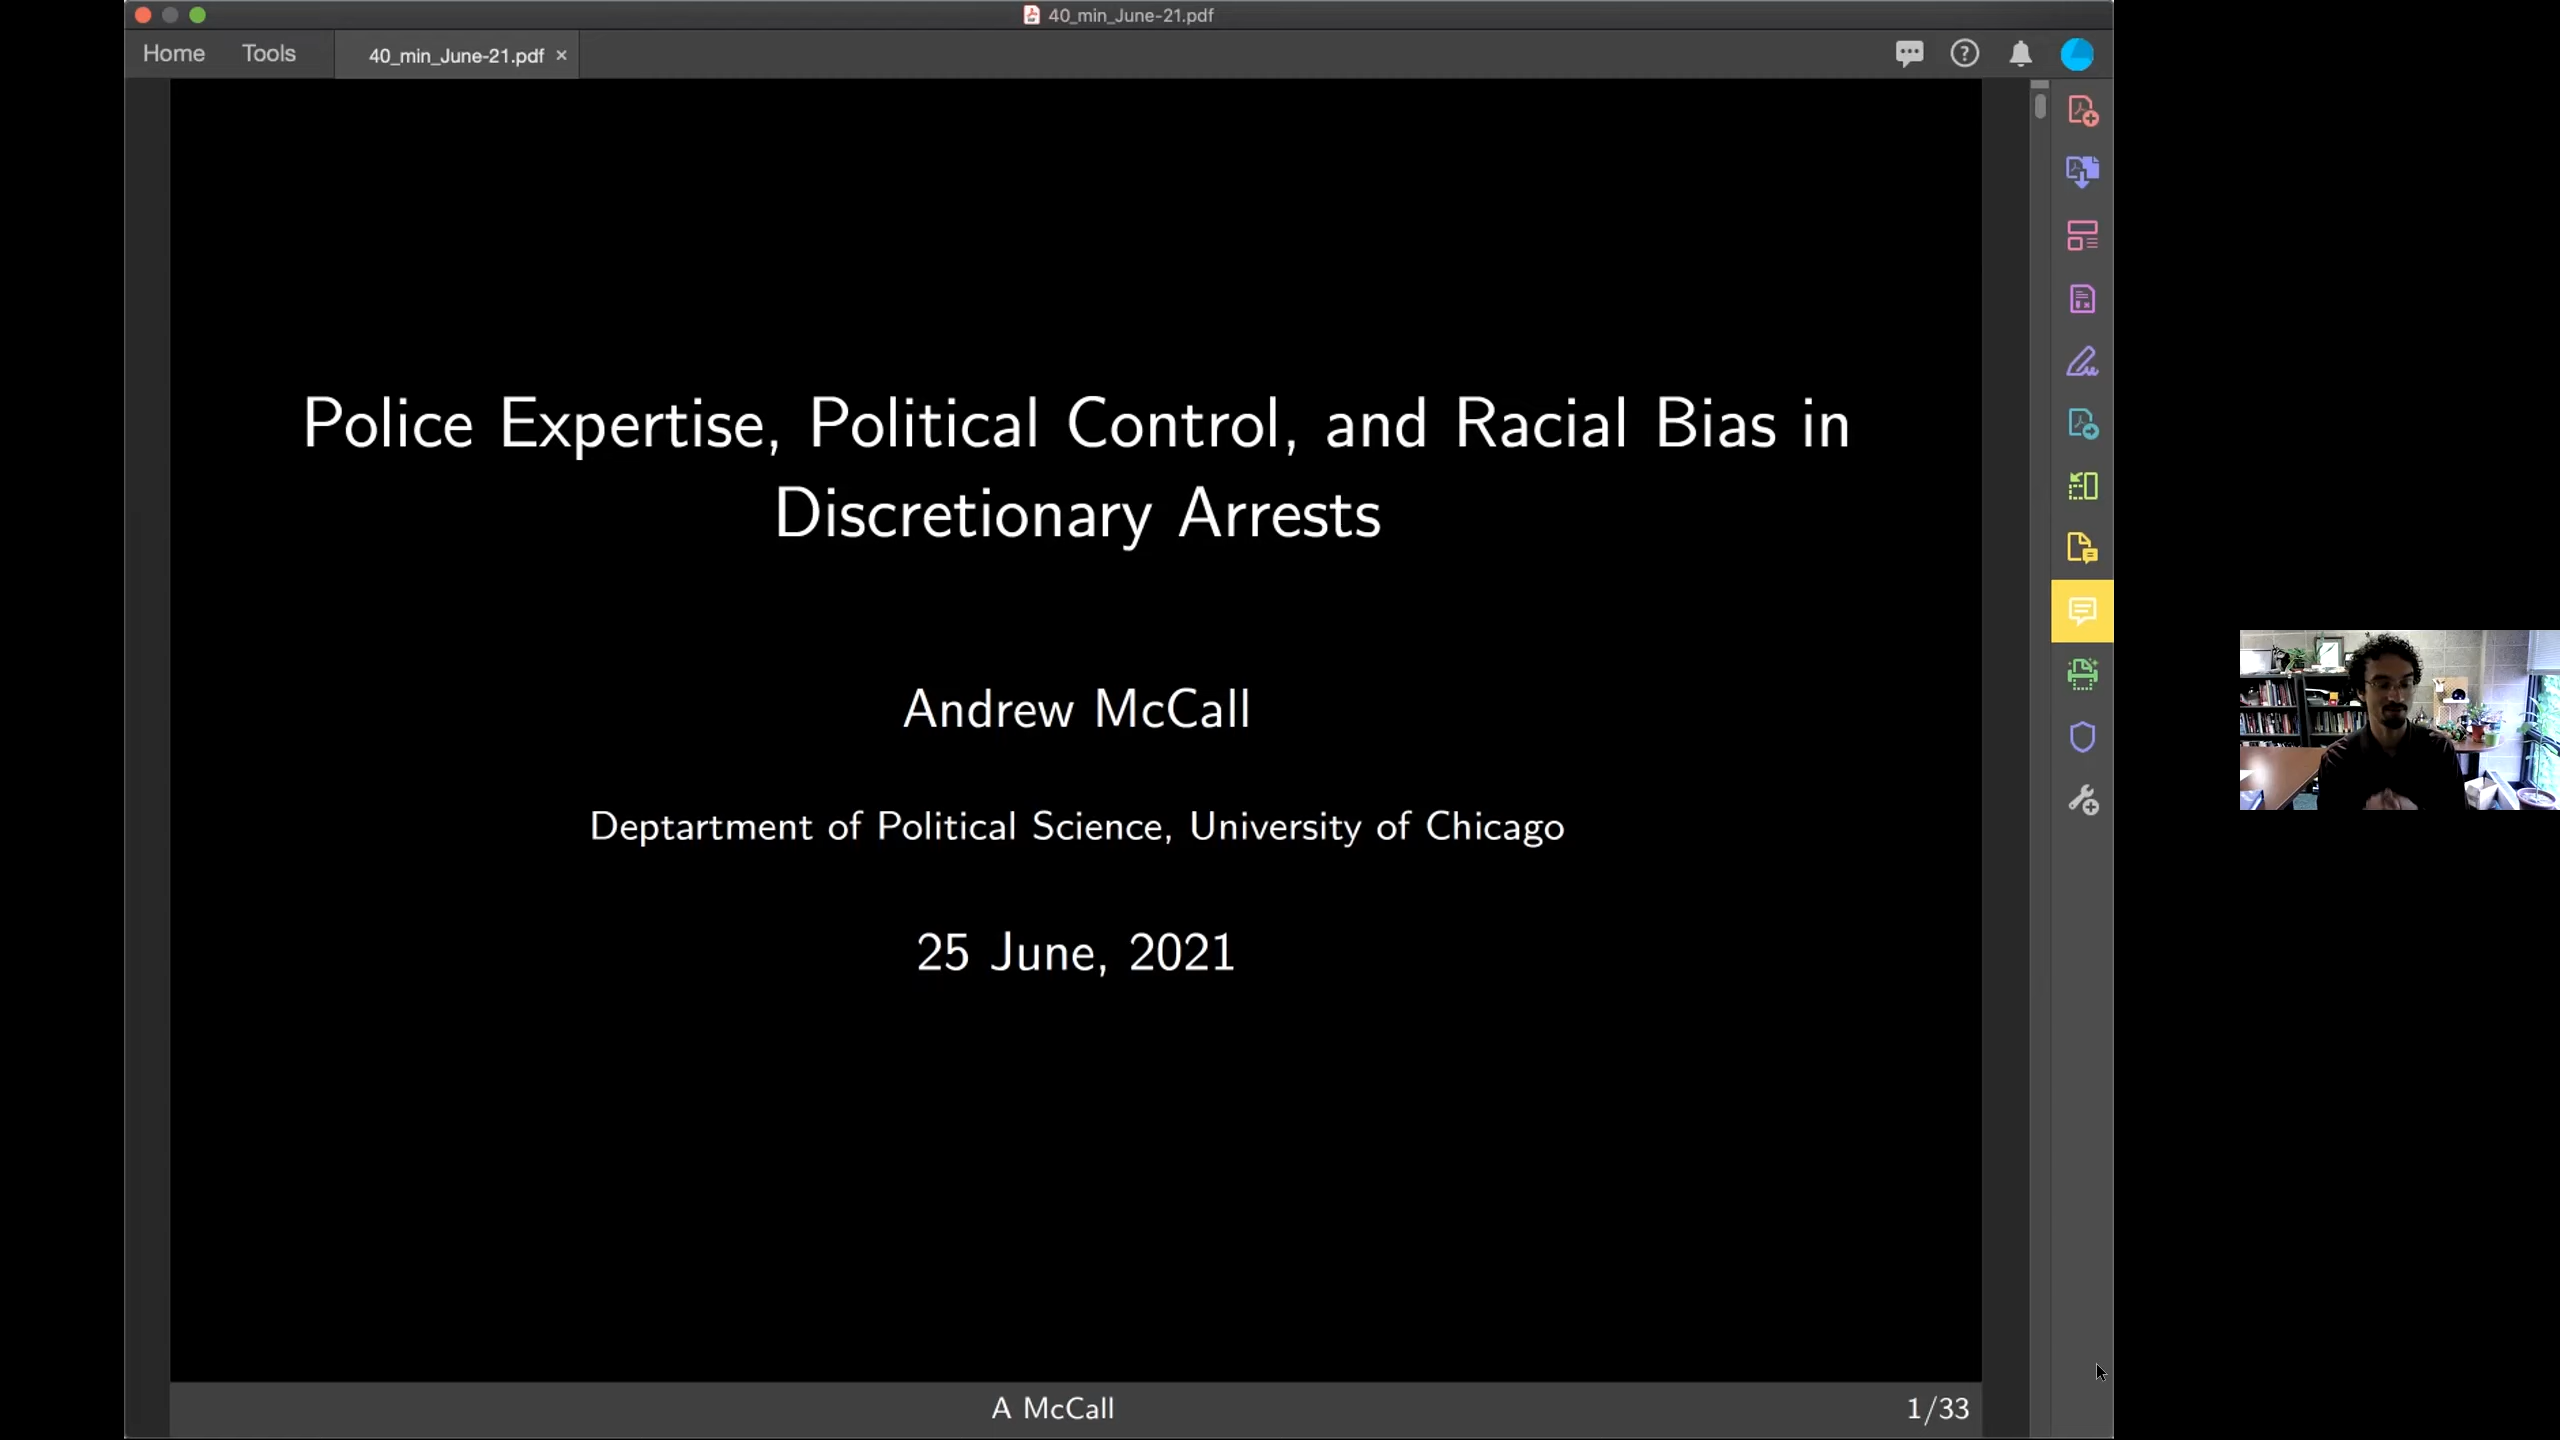 40_min_June-21.pdf
Home
Tools
40_min_June-21.pdf ×
Police Expertise, Political Control, and Racial Bias in
Discretionary Arrests
Andrew McCall
Deptartment of Political Science, University of Chicago
25 June, 2021
A McCall
1/33